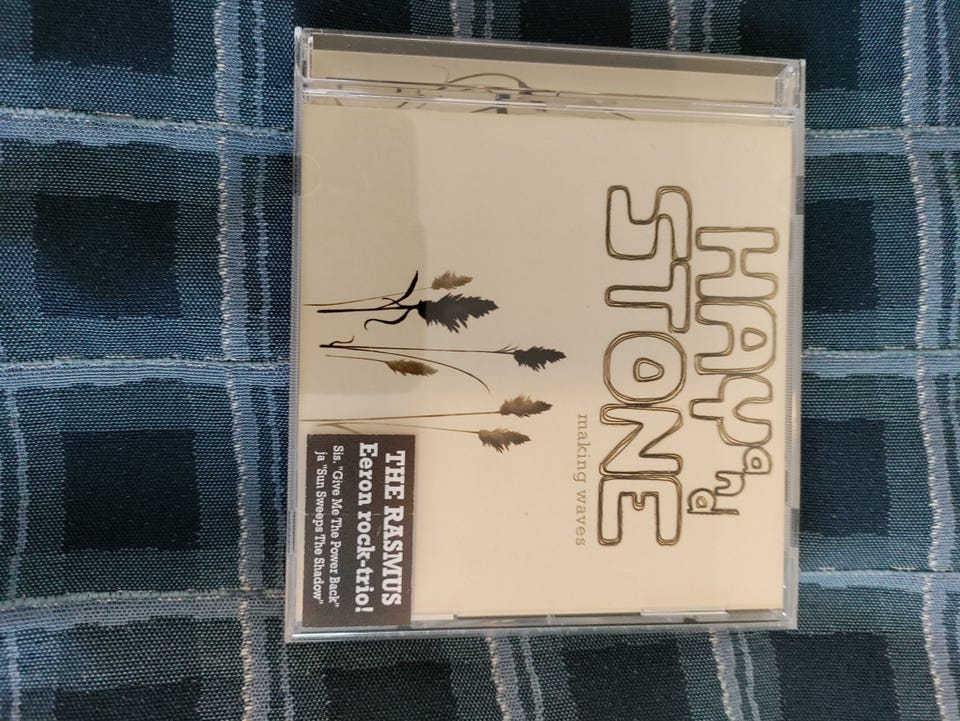 HAY and
STONE
making waves
THE RASMUS
Eeron rock-trio!
Sis. "Give Me The Power Back"
ja "Sun Sweeps The Shadow"